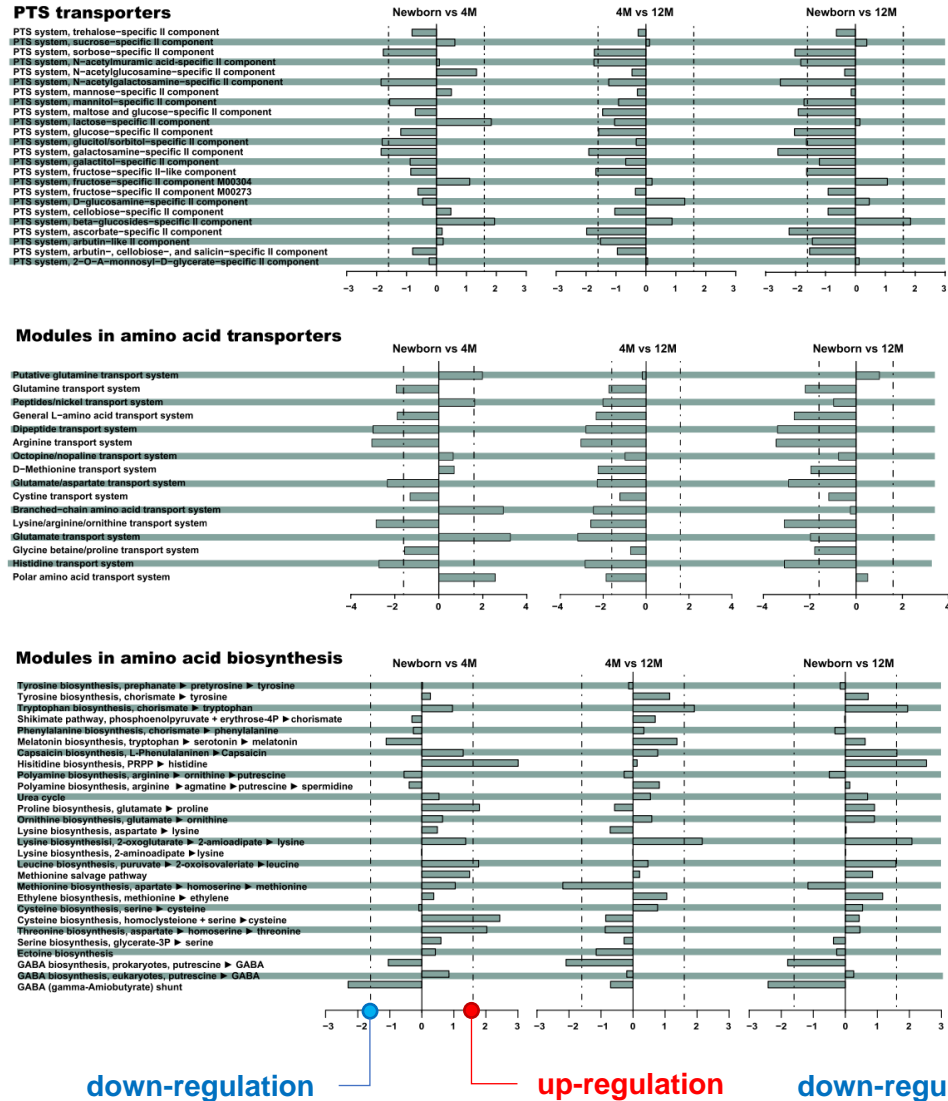 PTS transporters
Newborn vs 4M 4M vs 12M Newborn vs 12M
PTS system, trehalose−specific II component
PTS system, sucrose−specific II component
PTS system, sorbose−specific II component
PTS system, N−acetylmuramic acid−specific II component
PTS system, N−acetylglucosamine−specific II component
PTS system, N−acetylgalactosamine−specific II component
PTS system, mannose−specific II component
PTS system, mannitol−specific II component
PTS system, maltose and glucose−specific II component
PTS system, lactose−specific II component
PTS system, glucose−specific II component
PTS system, glucitol/sorbitol−specific II component
PTS system, galactosamine−specific II component
PTS system, galactitol−specific II component
PTS system, fructose−specific II−like component
PTS system, fructose−specific II component M00304
PTS system, fructose−specific II component M00273
PTS system, D−glucosamine−specific II component
PTS system, cellobiose−specific II component
PTS system, beta−glucosides−specific II component
PTS system, ascorbate−specific II component
PTS system, arbutin−like II component
PTS system, arbutin−, cellobiose−, and salicin−specific II component
PTS system, 2−O−A−monnosyl−D−glycerate−specific II component
−3 −2 −1 0 1 2 3 −3 −2 −1 0 1 2 3 −3 −2 −1 0 1 2 3
Modules in amino acid transporters
Newborn vs 4M 4M vs 12M Newborn vs 12M
Putative glutamine transport system
Glutamine transport system
Peptides/nickel transport system
General L−amino acid transport system
Dipeptide transport system
Arginine transport system
Octopine/nopaline transport system
D−Methionine transport system
Glutamate/aspartate transport system
Cystine transport system
Branched−chain amino acid transport system
Lysine/arginine/ornithine transport system
Glutamate transport system
Glycine betaine/proline transport system
Histidine transport system
Polar amino acid transport system
−4 −2 0 2 4 −4 −2 0 2 4 −4 −2 0 2 4
Modules in amino acid biosynthesis
Newborn vs 4M 4M vs 12M Newborn vs 12M
Tyrosine biosynthesis, prephanate ► pretyrosine ► tyrosine
Tyrosine biosynthesis, chorismate ► tyrosine
Tryptophan biosynthesis, chorismate ► tryptophan
Shikimate pathway, phosphoenolpyruvate + erythrose-4P ►chorismate
Phenylalanine biosynthesis, chorismate ► phenylalanine
Melatonin biosynthesis, tryptophan ► serotonin ► melatonin
Capsaicin biosynthesis, L-Phenulalaninen ►Capsaicin
Hisitidine biosynthesis, PRPP ► histidine
Polyamine biosynthesis, arginine ► ornithine ►putrescine
Polyamine biosynthesis, arginine ►agmatine ►putrescine ► spermidine
Urea cycle
Proline biosynthesis, glutamate ► proline
Ornithine biosynthesis, glutamate ► ornithine
Lysine biosynthesis, aspartate ► lysine
Lysine biosynthesis, 2-oxoglutarate ► 2-amioadipate ► lysine
Lysine biosynthesis, 2-aminoadipate ►lysine
Leucine biosynthesis, puruvate ► 2-oxoisovaleriate ►leucine
Methionine salvage pathway
Methionine biosynthesis, apartate ► homoserine ► methionine
Ethylene biosynthesis, methionine ► ethylene
Cysteine biosynthesis, serine ► cysteine
Cysteine biosynthesis, homoclysteione + serine ►cysteine
Threonine biosynthesis, aspartate ► homoserine ► threonine
Serine biosynthesis, glycerate-3P ► serine
Ectoine biosynthesis
GABA biosynthesis, prokaryotes, putrescine ► GABA
GABA biosynthesis, eukaryotes, putrescine ► GABA
GABA (gamma-Amiobutyrate) shunt
−3 −2 −1 0 1 2 3 −3 −2 −1 0 1 2 3 −3 −2 −1 0 1 2 3
down-regulation up-regulation down-regu